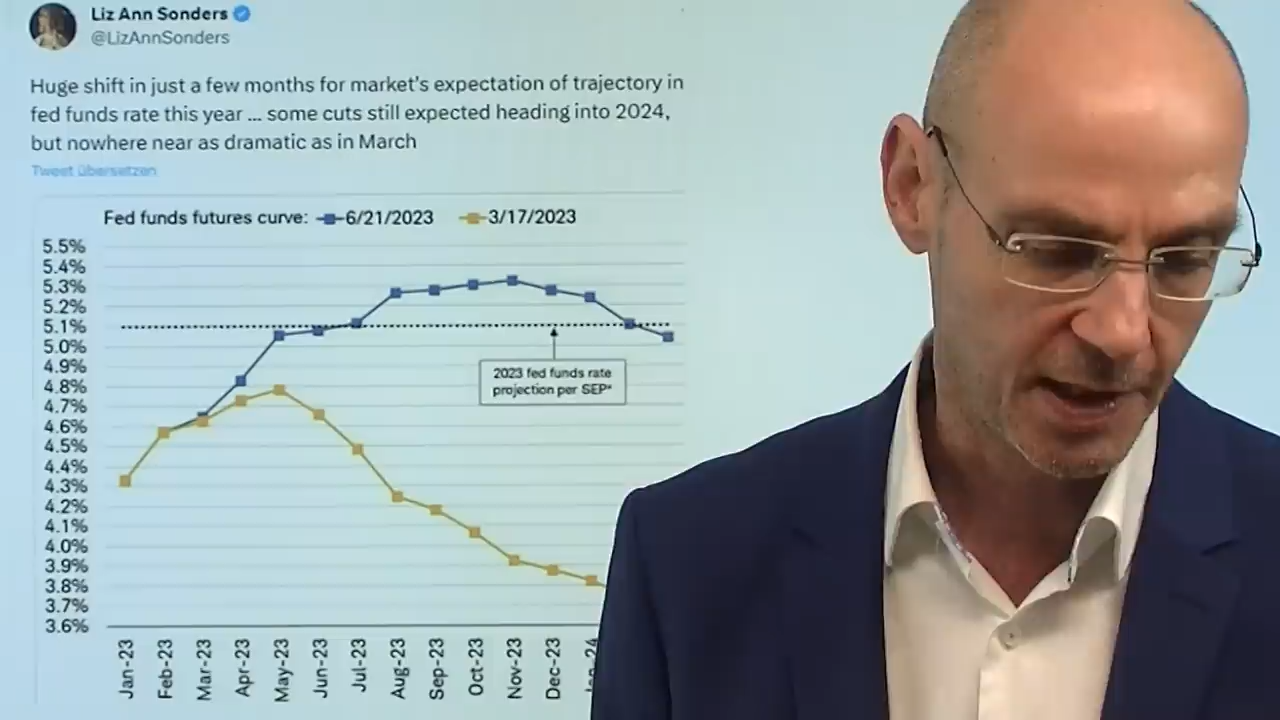 Liz Ann Sonders
@LizAnnSonders
Huge shift in just a few months for market's expectation of trajectory in
fed funds rate this year ... some cuts still expected heading into 2024,
but nowhere near as dramatic as in March
Tweet übersetzen
Fed funds futures curve: 6/21/2023 3/17/2023
5.5%
5.4%
5.3%
5.2%
5.1%
5.0%
4.9%
4.8%
4.7%
4.6%
4.5%
4.4%
4.3%
4.2%
4.1%
4.0%
3.9%
3.8%
3.7%
3.6%
2023 fed funds rate
projection per SEP*
Jan-23
Feb-23
Mar-23
Apr-23
May-23
Jun-23
Jul-23
Aug-23
Sep-23
Oct-23
Nov-23
Dec-23